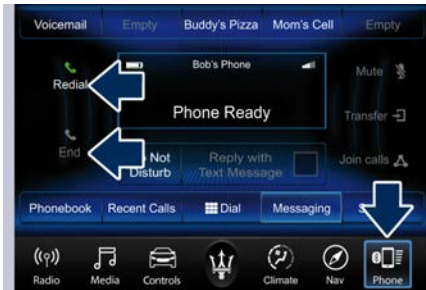 Voicemail Empty Buddy's Pizza Mom's Cell Empty
Bob's Phone
Redial Mute
Phone Ready
Transfer
End
Not Reply with Join calls
Disturb Text Message
Phonebook Recent Calls Dial Messaging
Radio Media Controls Climate Nav Phone